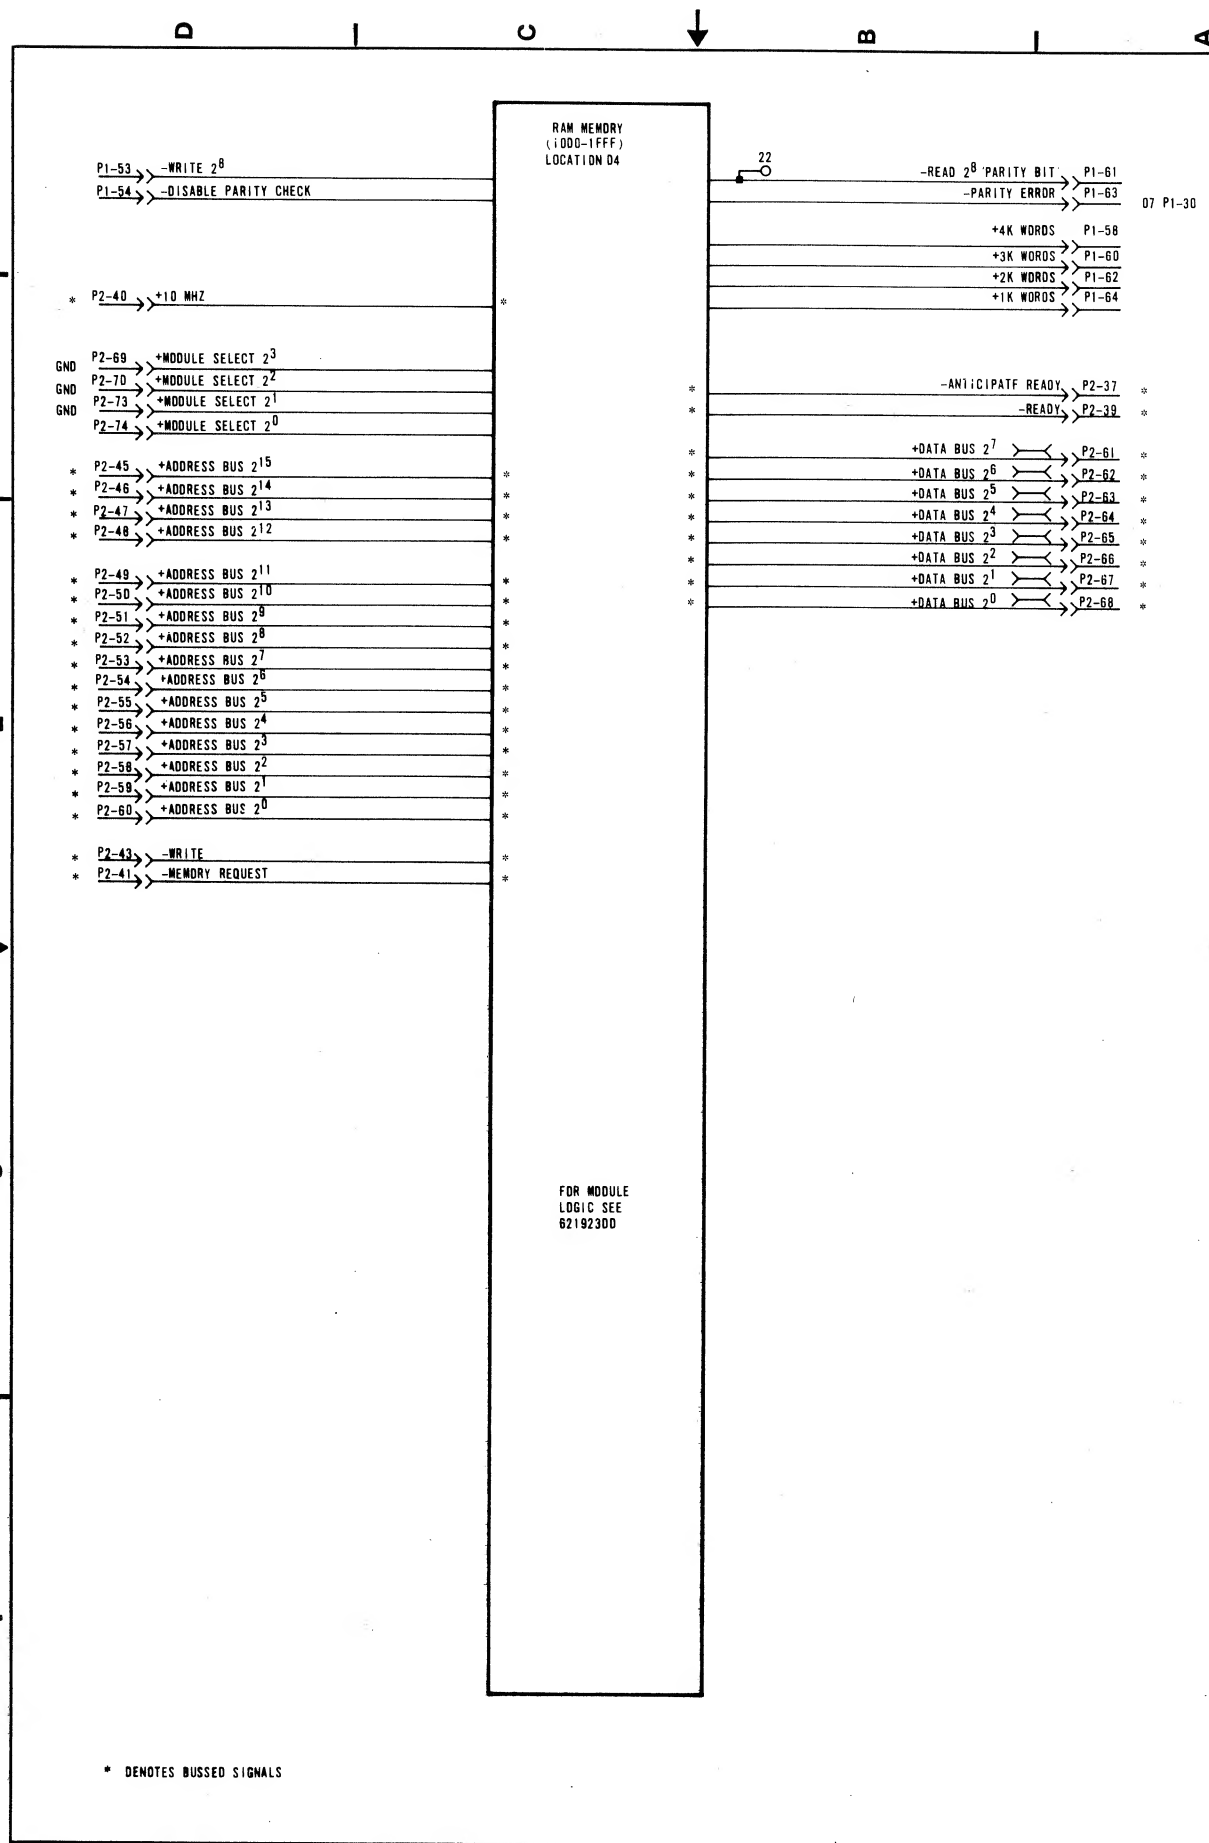 D C B A
RAM MEMORY
(1000-1FFF)
LOCATION 04
P1-53 -WRITE 2⁸
P1-54 -DISABLE PARITY CHECK
* P2-40 +10 MHZ *
GND P2-69 +MODULE SELECT 2³
GND P2-70 +MODULE SELECT 2²
GND P2-73 +MODULE SELECT 2¹
P2-74 +MODULE SELECT 2⁰
* P2-45 +ADDRESS BUS 2¹⁵ *
* P2-46 +ADDRESS BUS 2¹⁴ *
* P2-47 +ADDRESS BUS 2¹³ *
* P2-48 +ADDRESS BUS 2¹² *
* P2-49 +ADDRESS BUS 2¹¹ *
* P2-50 +ADDRESS BUS 2¹⁰ *
* P2-51 +ADDRESS BUS 2⁹ *
* P2-52 +ADDRESS BUS 2⁸ *
* P2-53 +ADDRESS BUS 2⁷ *
* P2-54 +ADDRESS BUS 2⁶ *
* P2-55 +ADDRESS BUS 2⁵ *
* P2-56 +ADDRESS BUS 2⁴ *
* P2-57 +ADDRESS BUS 2³ *
* P2-58 +ADDRESS BUS 2² *
* P2-59 +ADDRESS BUS 2¹ *
* P2-60 +ADDRESS BUS 2⁰ *
* P2-43 -WRITE *
* P2-41 -MEMORY REQUEST *
22
-READ 2⁸ 'PARITY BIT' P1-61
-PARITY ERROR P1-63 07 P1-30
+4K WORDS P1-58
+3K WORDS P1-60
+2K WORDS P1-62
+1K WORDS P1-64
* -ANTICIPATE READY P2-37 *
* -READY P2-39 *
* +DATA BUS 2⁷ P2-61 *
* +DATA BUS 2⁶ P2-62 *
* +DATA BUS 2⁵ P2-63 *
* +DATA BUS 2⁴ P2-64 *
* +DATA BUS 2³ P2-65 *
* +DATA BUS 2² P2-66 *
* +DATA BUS 2¹ P2-67 *
* +DATA BUS 2⁰ P2-68 *
FOR MODULE
LOGIC SEE
62192300
* DENOTES BUSSED SIGNALS